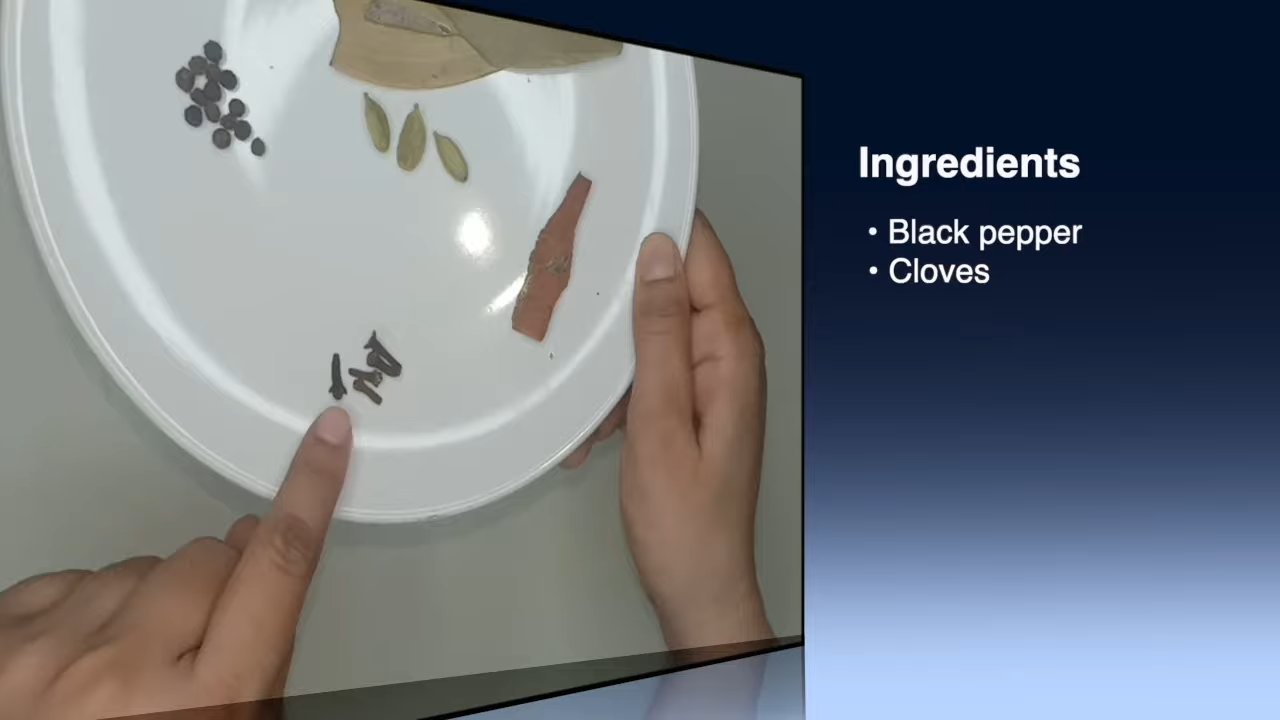 Ingredients
• Black pepper
• Cloves